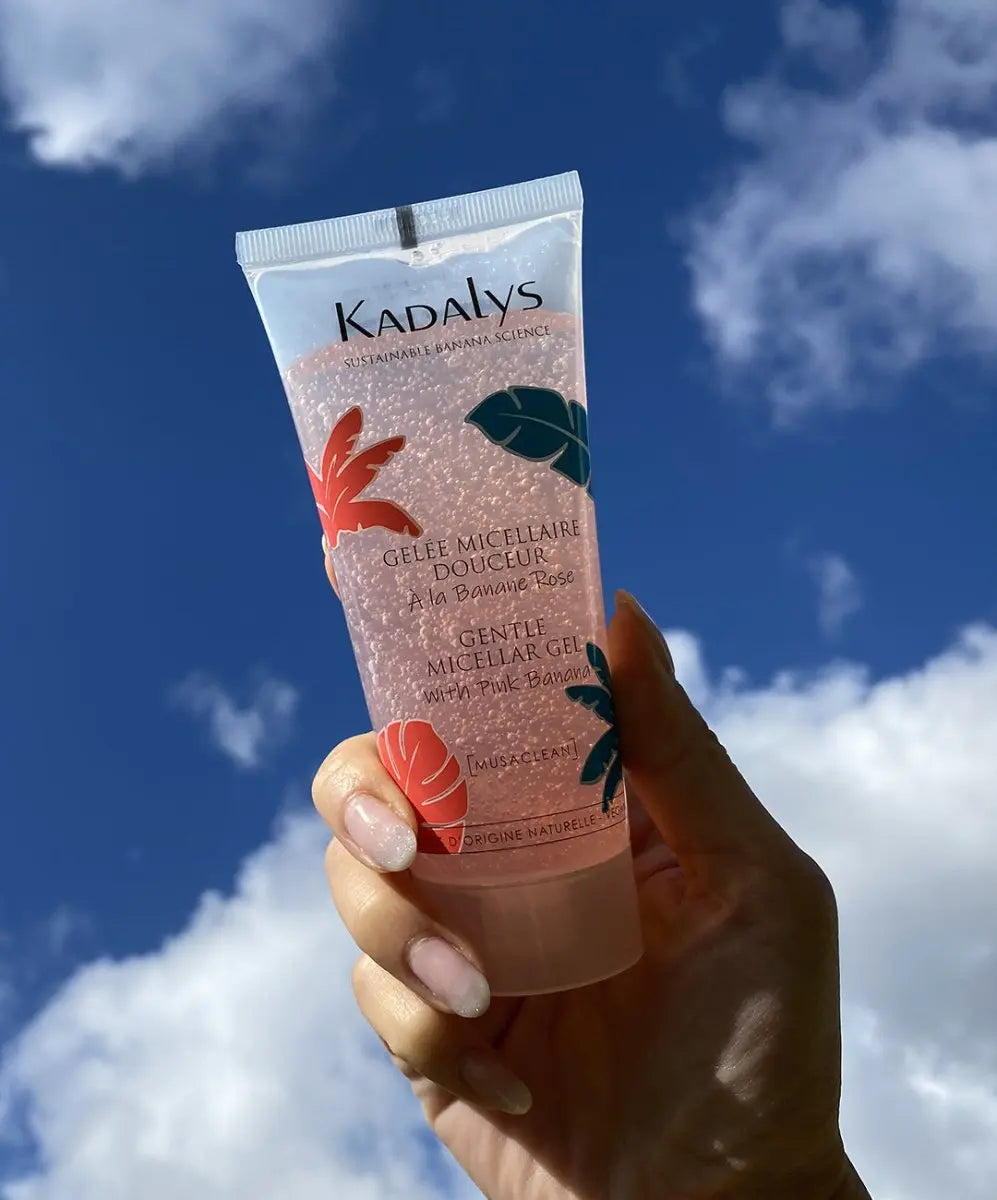 KADALYS
SUSTAINABLE BANANA SCIENCE
GELÉE MICELLAIRE
DOUCEUR
À la Banane Rose
GENTLE
MICELLAR GEL
with Pink Banana
[MUSACLEAN]
D'ORIGINE NATURELLE -